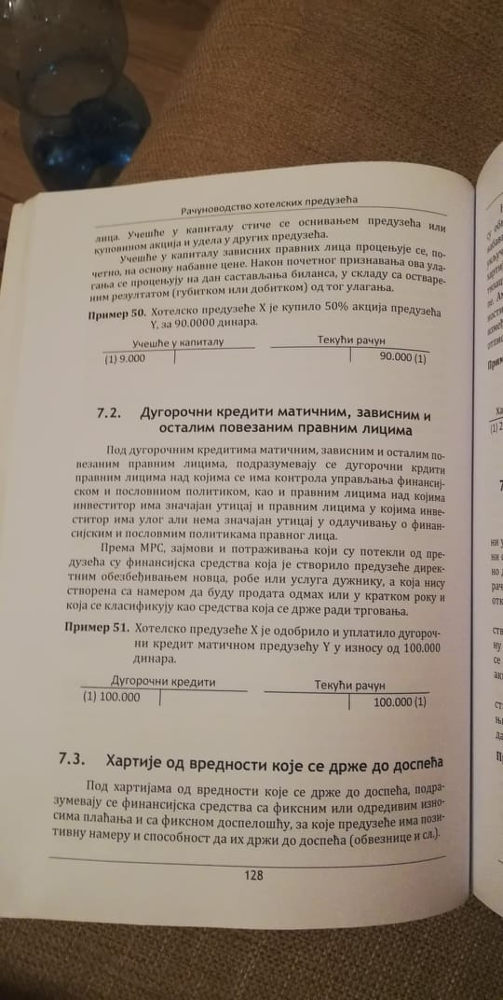 Рачуноводство хотелских предузећа
лица. Учешће у капиталу стиче се оснивањем предузећа или
куповином акција и удела у других предузећа.
Учешће у капиталу зависних правних лица процењује се, по-
четно, на основу набавне цене. Након почетног признавања ова ула-
гања се процењују на дан састављања биланса, у складу са остваре-
ним резултатом (губитком или добитком) од тог улагања.
Пример 50. Хотелско предузеће X је купило 50% акција предузећа
Y, за 90.0000 динара.
Учешће у капиталу Текући рачун
(1) 9.000 90.000 (1)
7.2. Дугорочни кредити матичним, зависним и
осталим повезаним правним лицима
Под дугорочним кредитима матичним, зависним и осталим по-
везаним правним лицима, подразумевају се дугорочни крдити
правним лицима над којима се има контрола управљања финансиј-
ском и пословниом политиком, као и правним лицима над којима
инвеститор има значајан утицај и правним лицима у којима инве-
ститор има улог али нема значајан утицај у одлучивању о финан-
сијским и пословмим политикама правног лица.
Према МРС, зајмови и потраживања који су потекли од пре-
дузећа су финансијска средства која је створило предузеће дирек-
тним обезбеђивањем новца, робе или услуга дужнику, а која нису
створена са намером да буду продата одмах или у кратком року и
која се класификују као средства која се држе ради трговања.
Пример 51. Хотелско предузеће X је одобрило и уплатило дугороч-
ни кредит матичном предузећу Y у износу од 100.000
динара.
Дугорочни кредити Текући рачун
(1) 100.000 100.000 (1)
7.3. Хартије од вредности које се држе до доспећа
Под хартијама од вредности које се држе до доспећа, подра-
зумевају се финансијска средства са фиксним или одредивим изно-
сима плаћања и са фиксном доспелошћу, за које предузеће има пози-
тивну намеру и способност да их држи до доспећа (обвезнице и сл.).
128